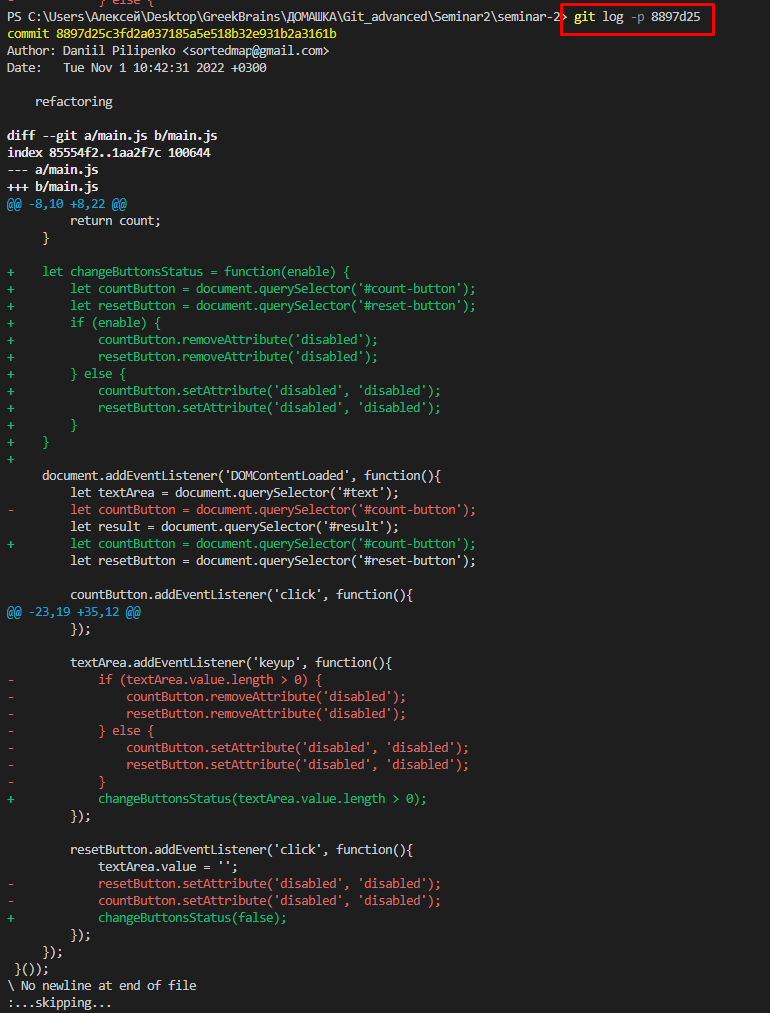 PS C:\Users\Алексей\Desktop\GreekBrains\ДОМАШКА\Git_advanced\Seminar2\seminar-2> git log -p 8897d25
commit 8897d25c3fd2a037185a5e518b32e931b2a3161b
Author: Daniil Pilipenko <sortedmap@gmail.com>
Date:   Tue Nov 1 10:42:31 2022 +0300

    refactoring

diff --git a/main.js b/main.js
index 85554f2..1aa2f7c 100644
--- a/main.js
+++ b/main.js
@@ -8,10 +8,22 @@
         return count;
     }

+    let changeButtonsStatus = function(enable) {
+        let countButton = document.querySelector('#count-button');
+        let resetButton = document.querySelector('#reset-button');
+        if (enable) {
+            countButton.removeAttribute('disabled');
+            resetButton.removeAttribute('disabled');
+        } else {
+            countButton.setAttribute('disabled', 'disabled');
+            resetButton.setAttribute('disabled', 'disabled');
+        }
+    }
+
     document.addEventListener('DOMContentLoaded', function(){
         let textArea = document.querySelector('#text');
-        let countButton = document.querySelector('#count-button');
         let result = document.querySelector('#result');
+        let countButton = document.querySelector('#count-button');
         let resetButton = document.querySelector('#reset-button');

         countButton.addEventListener('click', function(){
@@ -23,19 +35,12 @@
         });

         textArea.addEventListener('keyup', function(){
-            if (textArea.value.length > 0) {
-                countButton.removeAttribute('disabled');
-                resetButton.removeAttribute('disabled');
-            } else {
-                countButton.setAttribute('disabled', 'disabled');
-                resetButton.setAttribute('disabled', 'disabled');
-            }
+            changeButtonsStatus(textArea.value.length > 0);
         });

         resetButton.addEventListener('click', function(){
             textArea.value = '';
-            resetButton.setAttribute('disabled', 'disabled');
-            countButton.setAttribute('disabled', 'disabled');
+            changeButtonsStatus(false);
         });
     });
 }());
\ No newline at end of file
:...skipping...